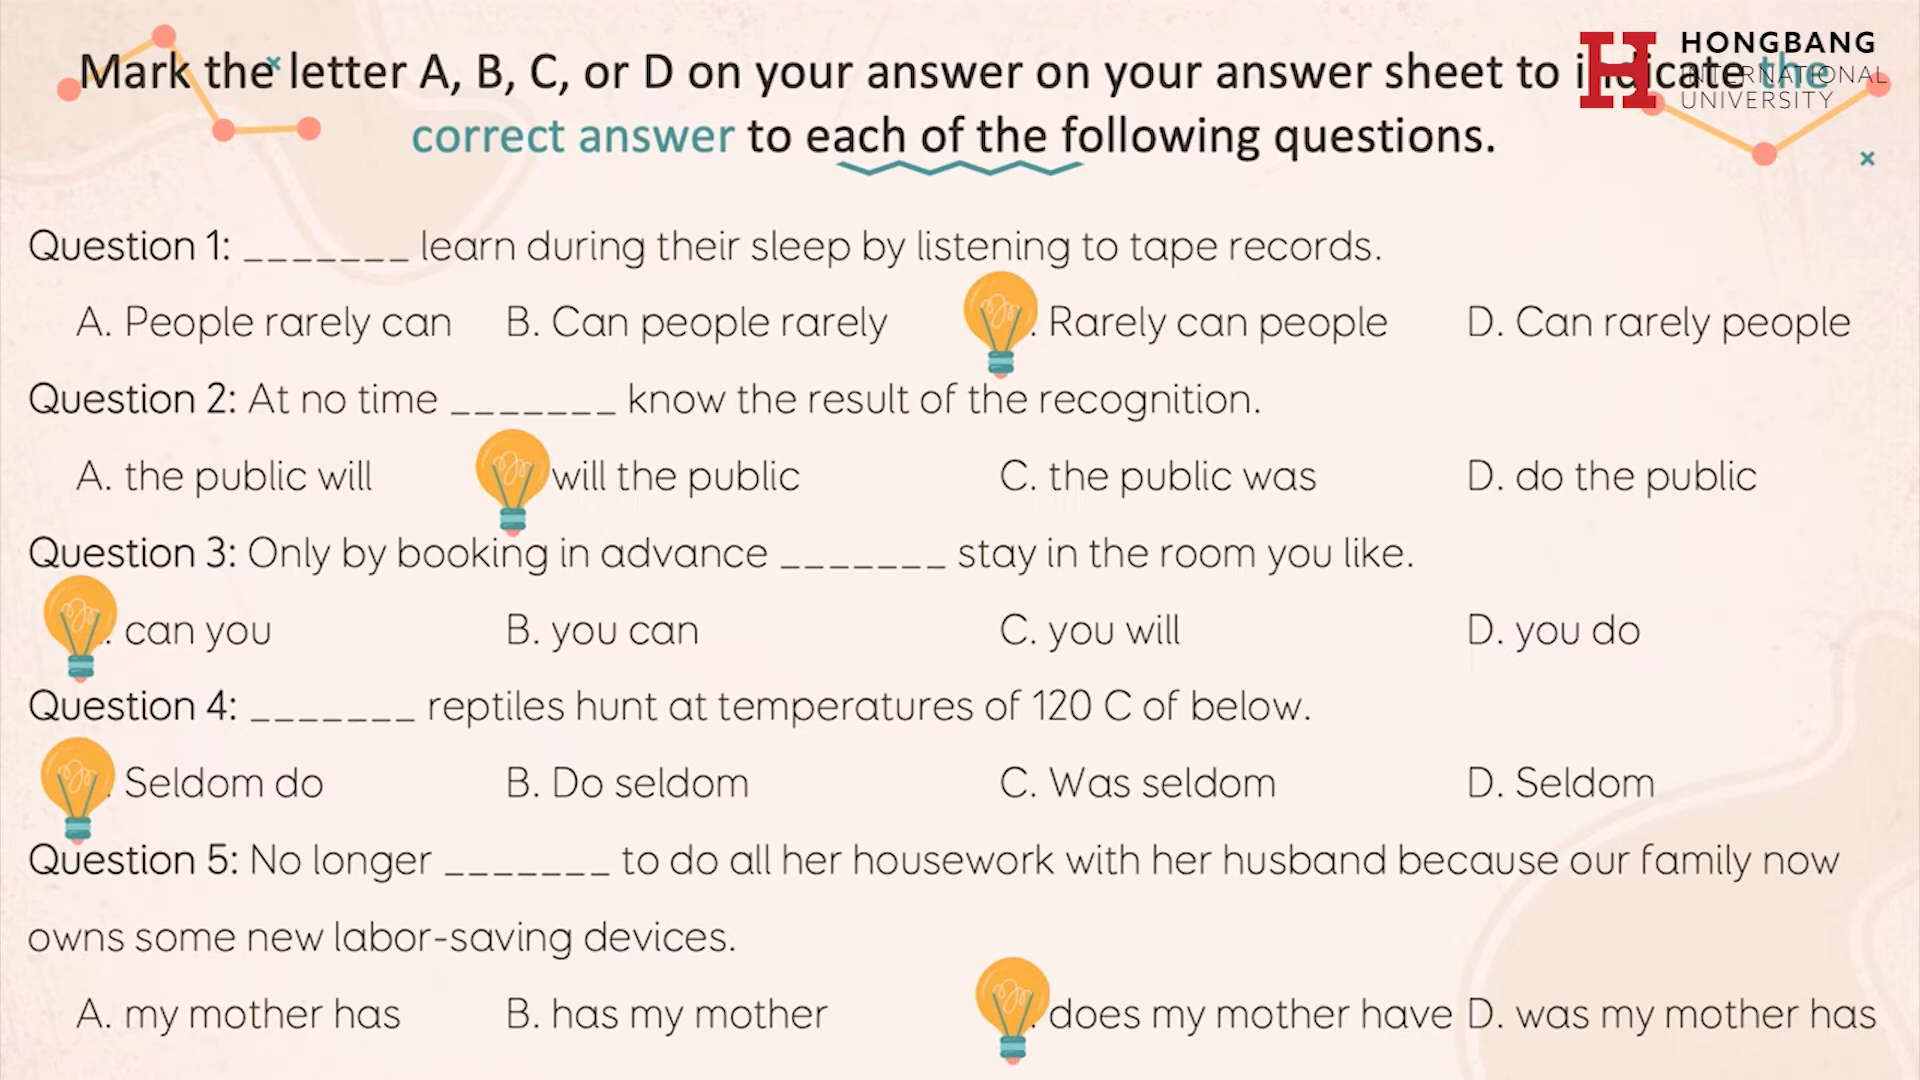 Mark the letter A, B, C, or D on your answer on your answer sheet to indicate the
correct answer to each of the following questions.
HONGBANG
INTERNATIONAL
UNIVERSITY
Question 1: _______ learn during their sleep by listening to tape records.
A. People rarely can B. Can people rarely . Rarely can people D. Can rarely people
Question 2: At no time _______ know the result of the recognition.
A. the public will will the public C. the public was D. do the public
Question 3: Only by booking in advance _______ stay in the room you like.
. can you B. you can C. you will D. you do
Question 4: _______ reptiles hunt at temperatures of 120 C of below.
. Seldom do B. Do seldom C. Was seldom D. Seldom
Question 5: No longer _______ to do all her housework with her husband because our family now
owns some new labor-saving devices.
A. my mother has B. has my mother . does my mother have D. was my mother has